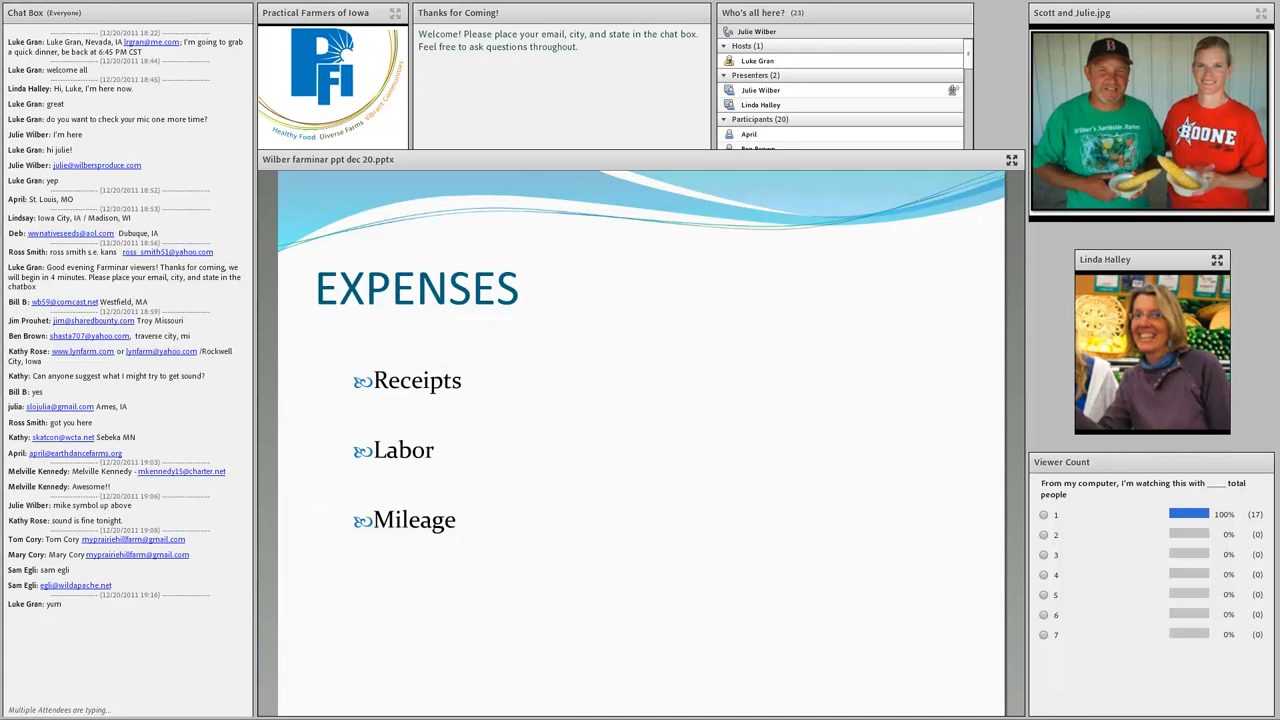 Chat Box (Everyone)
------------------- (12/20/2011 18:22) -------------------
Luke Gran: Luke Gran, Nevada, IA lrgran@me.com; I'm going to grab
a quick dinner, be back at 6:45 PM CST
------------------- (12/20/2011 18:44) -------------------
Luke Gran: welcome all
------------------- (12/20/2011 18:45) -------------------
Linda Halley: Hi, Luke, I'm here now.
Luke Gran: great
Luke Gran: do you want to check your mic one more time?
Julie Wilber: I'm here
Luke Gran: hi julie!
Julie Wilber: julie@wilbersproduce.com
Luke Gran: yep
------------------- (12/20/2011 18:52) -------------------
April: St. Louis, MO
------------------- (12/20/2011 18:53) -------------------
Lindsay: Iowa City, IA / Madison, WI
Deb: wwnativeseeds@aol.com Dubuque, IA
------------------- (12/20/2011 18:56) -------------------
Ross Smith: ross smith s.e. kans ross_smith51@yahoo.com
Luke Gran: Good evening Farminar viewers! Thanks for coming, we
will begin in 4 minutes. Please place your email, city, and state in the
chatbox
Bill B: wb59@comcast.net Westfield, MA
------------------- (12/20/2011 18:59) -------------------
Jim Prouhet: jim@sharedbounty.com Troy Missouri
Ben Brown: shasta707@yahoo.com, traverse city, mi
Kathy Rose: www.lynfarm.com or lynfarm@yahoo.com /Rockwell
City, Iowa
Kathy: Can anyone suggest what I might try to get sound?
Bill B: yes
julia: slojulia@gmail.com Ames, IA
Ross Smith: got you here
Kathy: skatcon@wcta.net Sebeka MN
April: april@earthdancefarms.org
------------------- (12/20/2011 19:03) -------------------
Melville Kennedy: Melville Kennedy - mkennedy15@charter.net
Melville Kennedy: Awesome!!
------------------- (12/20/2011 19:06) -------------------
Julie Wilber: mike symbol up above
Kathy Rose: sound is fine tonight.
------------------- (12/20/2011 19:08) -------------------
Tom Cory: Tom Cory myprairiehillfarm@gmail.com
Mary Cory: Mary Cory myprairiehillfarm@gmail.com
Sam Egli: sam egli
Sam Egli: egli@wildapache.net
------------------- (12/20/2011 19:16) -------------------
Luke Gran: yum
Multiple Attendees are typing...
Practical Farmers of Iowa
PFI
Healthy Food Diverse Farms Vibrant Communities
Thanks for Coming!
Welcome! Please place your email, city, and state in the chat box.
Feel free to ask questions throughout.
Who's all here? (23)
Julie Wilber
Hosts (1)
Luke Gran
Presenters (2)
Julie Wilber
Linda Halley
Participants (20)
April
Wilber farminar ppt dec 20.pptx
EXPENSES
Receipts
Labor
Mileage
Scott and Julie.jpg
B
Wilber's Northside Market
BOONE
Linda Halley
Viewer Count
From my computer, I'm watching this with ____ total
people
1 100% (17)
2 0% (0)
3 0% (0)
4 0% (0)
5 0% (0)
6 0% (0)
7 0% (0)